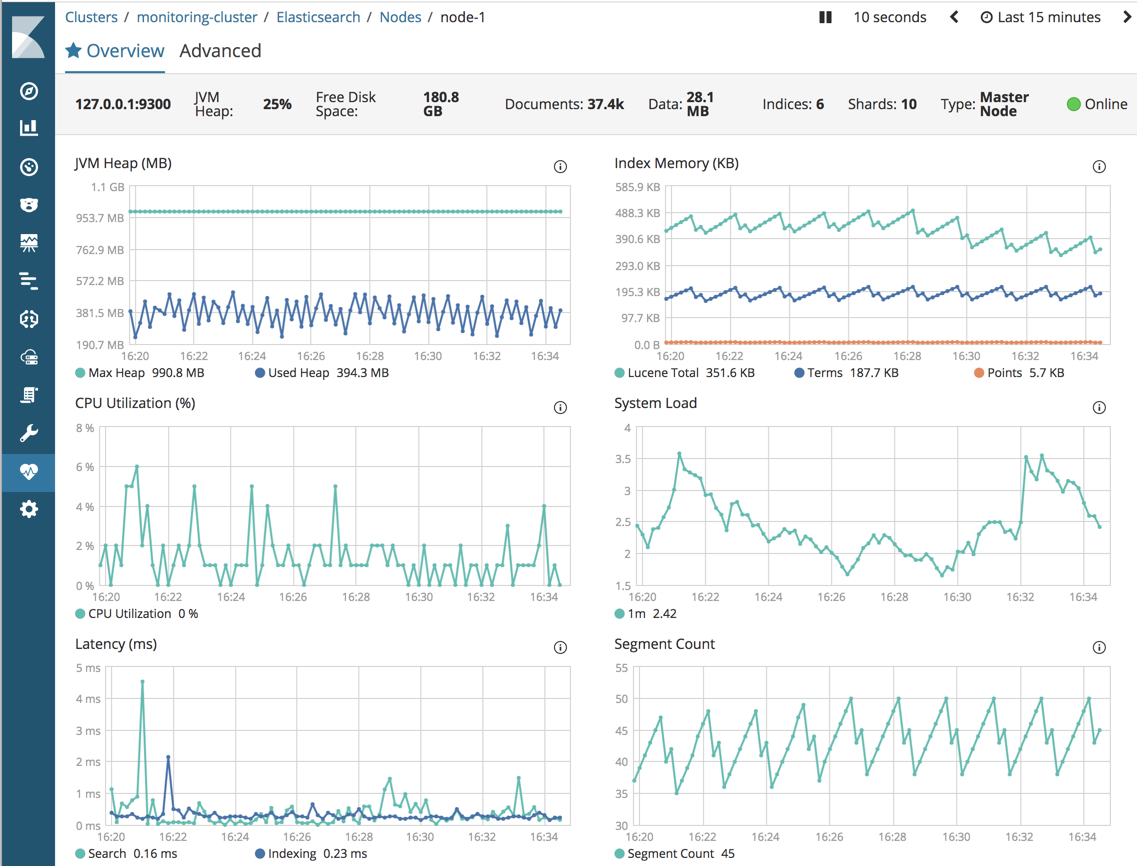 Clusters / monitoring-cluster / Elasticsearch / Nodes / node-1
10 seconds
Last 15 minutes
Overview
Advanced
127.0.0.1:9300
JVM
Heap:
25%
Free Disk
Space:
180.8
GB
Documents: 37.4k
Data:
28.1
MB
Indices: 6
Shards: 10
Type:
Master
Node
Online
JVM Heap (MB)
1.1 GB
953.7 MB
762.9 MB
572.2 MB
381.5 MB
190.7 MB
16:20 16:22 16:24 16:26 16:28 16:30 16:32 16:34
Max Heap 990.8 MB
Used Heap 394.3 MB
Index Memory (KB)
585.9 KB
488.3 KB
390.6 KB
293.0 KB
195.3 KB
97.7 KB
0.0 B
16:20 16:22 16:24 16:26 16:28 16:30 16:32 16:34
Lucene Total 351.6 KB
Terms 187.7 KB
Points 5.7 KB
CPU Utilization (%)
8 %
6 %
4 %
2 %
0 %
16:20 16:22 16:24 16:26 16:28 16:30 16:32 16:34
CPU Utilization 0 %
System Load
4
3.5
3
2.5
2
1.5
16:20 16:22 16:24 16:26 16:28 16:30 16:32 16:34
1m 2.42
Latency (ms)
5 ms
4 ms
3 ms
2 ms
1 ms
0 ms
16:20 16:22 16:24 16:26 16:28 16:30 16:32 16:34
Search 0.16 ms
Indexing 0.23 ms
Segment Count
55
50
45
40
35
30
16:20 16:22 16:24 16:26 16:28 16:30 16:32 16:34
Segment Count 45